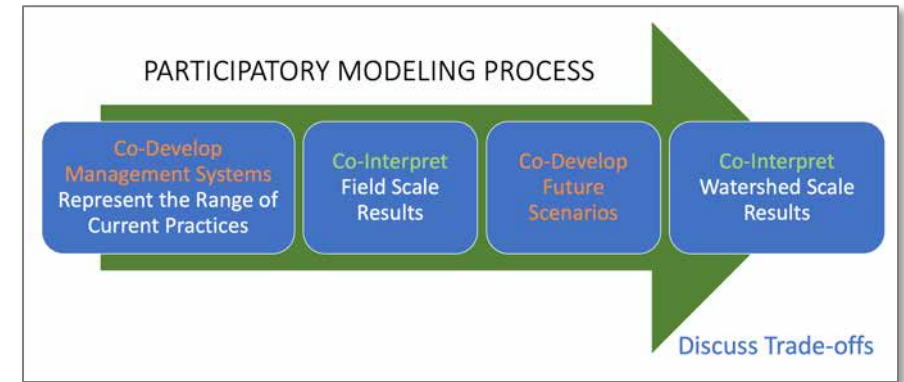 PARTICIPATORY MODELING PROCESS
Co-Develop
Management Systems
Represent the Range of
Current Practices
Co-Interpret
Field Scale
Results
Co-Develop
Future
Scenarios
Co-Interpret
Watershed Scale
Results
Discuss Trade-offs